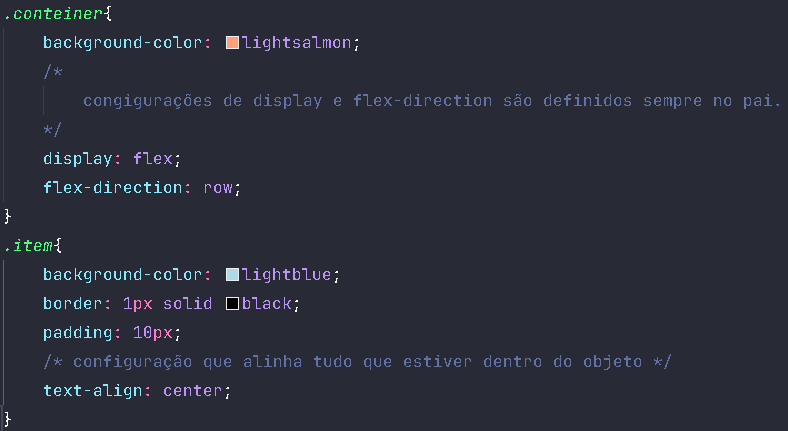 .conteiner{
background-color: lightsalmon;
/*
congigurações de display e flex-direction são definidos sempre no pai.
*/
display: flex;
flex-direction: row;
}
.item{
background-color: lightblue;
border: 1px solid black;
padding: 10px;
/* configuração que alinha tudo que estiver dentro do objeto */
text-align: center;
}